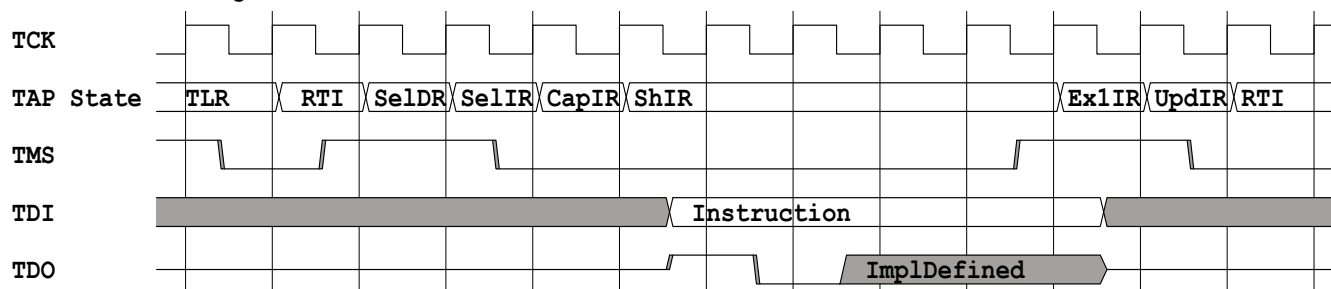 TCK
TAP State TLR RTI SelDR SelIR CapIR ShIR Ex1IR UpdIR RTI
TMS
TDI Instruction
TDO ImplDefined